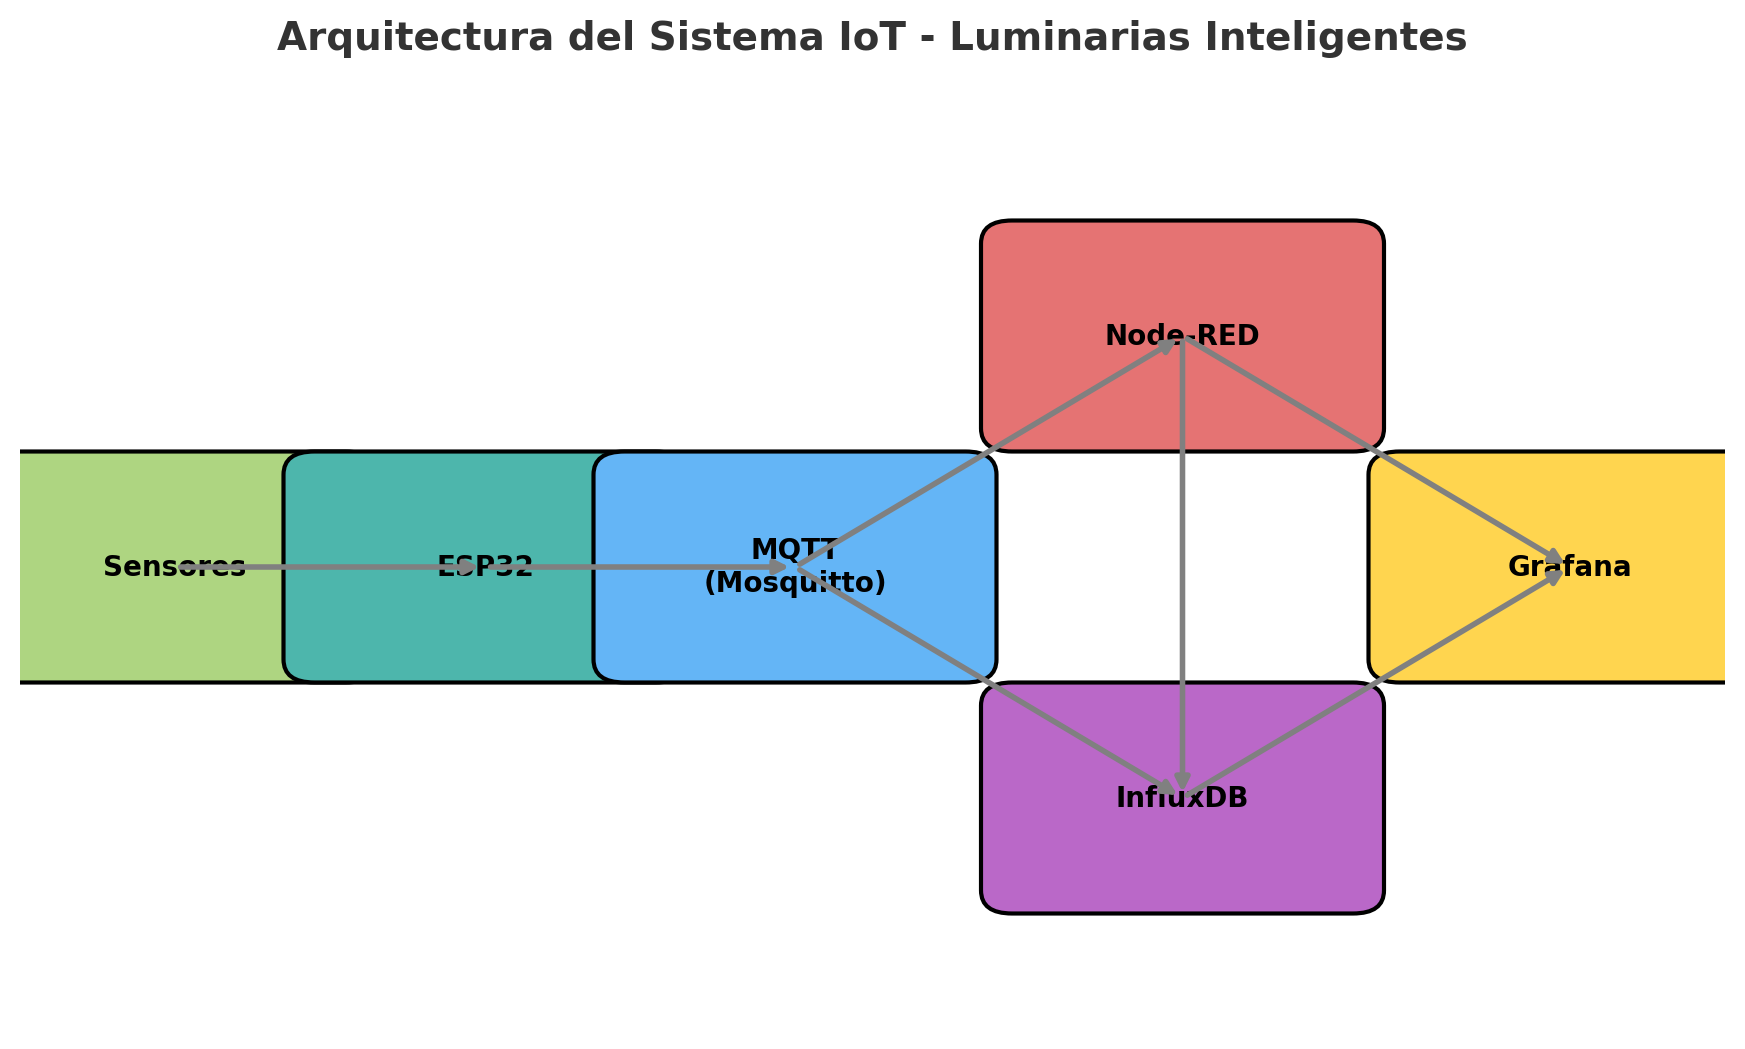 Arquitectura del Sistema IoT - Luminarias Inteligentes
Node-RED
Sensores
ESP32
MQTT
(Mosquitto)
Grafana
InfluxDB